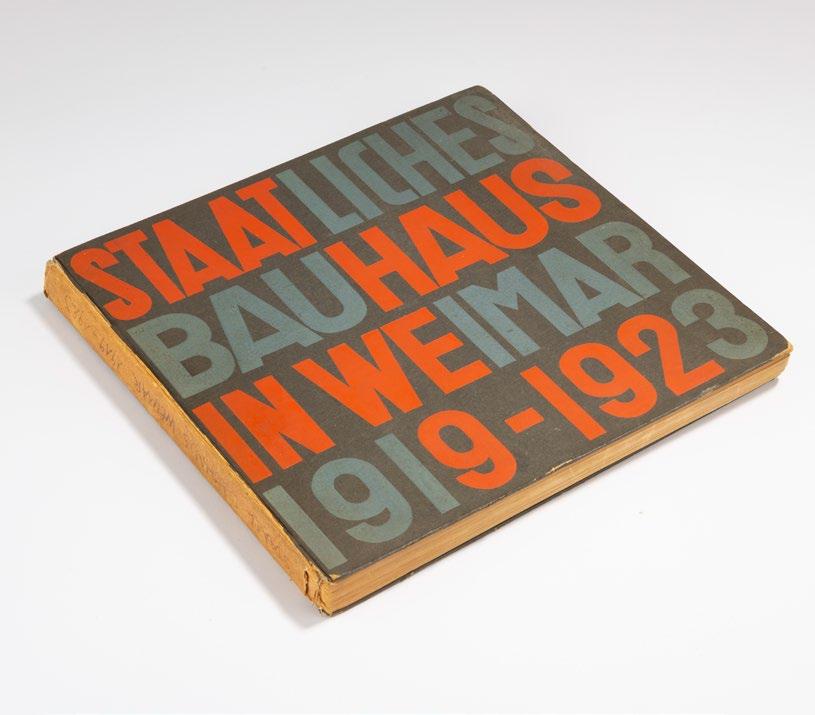 STAATLICHES
BAUHAUS
IN WEIMAR
1919-1923